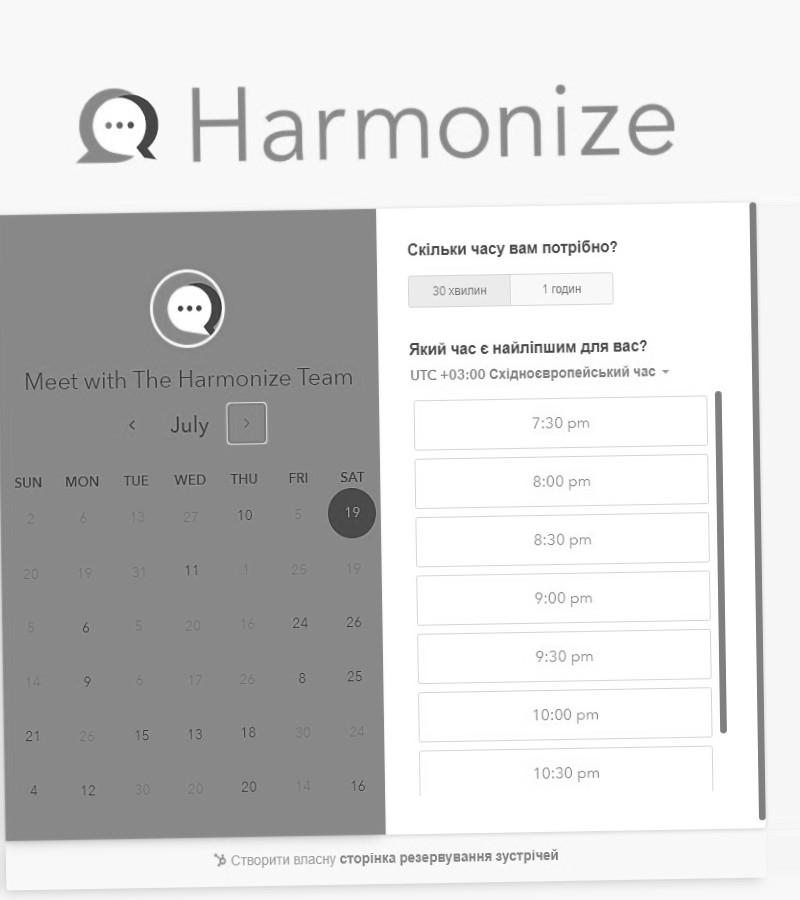 Harmonize
Meet with The Harmonize Team
July
SUN MON TUE WED THU FRI SAT
2 6 13 27 10 5 19
20 19 31 11 1 25 19
5 6 5 20 16 24 26
14 9 6 17 26 8 25
21 26 15 13 18 30 24
4 12 30 20 20 14 16
Скільки часу вам потрібно?
30 хвилин 1 годин
Який час є найліпшим для вас?
UTC +03:00 Східноєвропейський час
7:30 pm
8:00 pm
8:30 pm
9:00 pm
9:30 pm
10:00 pm
10:30 pm
Створити власну сторінка резервування зустрічей